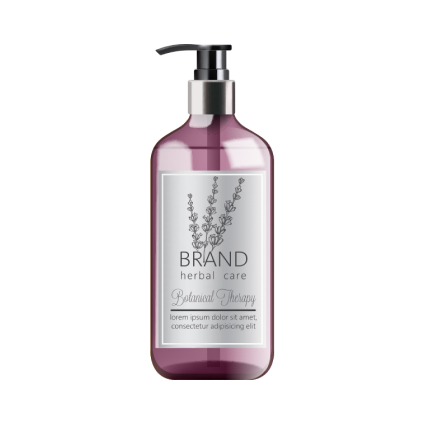 BRAND
herbal care
Botanical Therapy
lorem ipsum dolor sit amet,
consectetur adipisicing elit